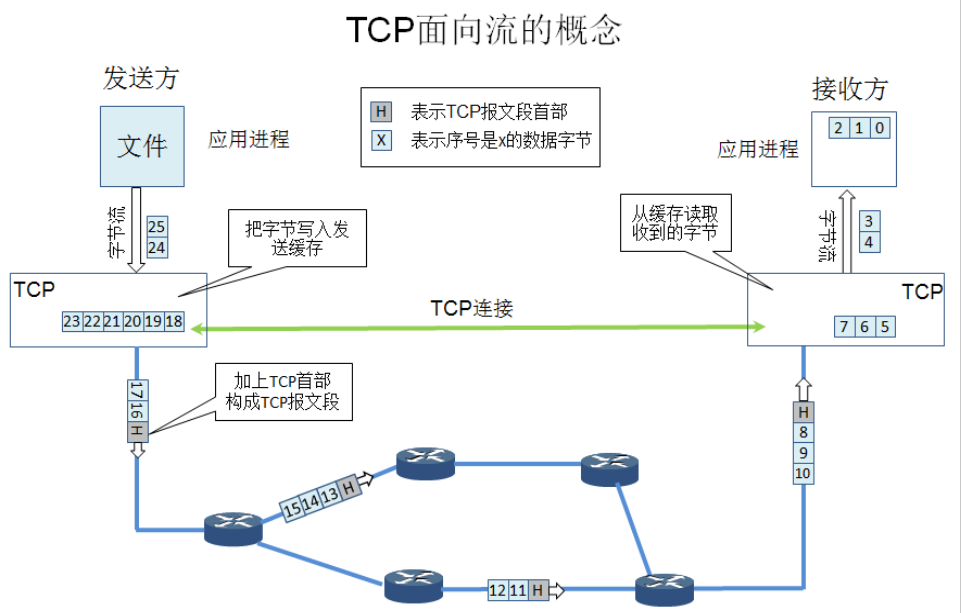 TCP面向流的概念
发送方
接收方
H 表示TCP报文段首部
X 表示序号是x的数据字节
文件
应用进程
应用进程
2 1 0
字节流
25
24
把字节写入发
送缓存
从缓存读取
收到的字节
字节流
3
4
TCP
23 22 21 20 19 18
TCP连接
TCP
7 6 5
17 16 H
加上TCP首部
构成TCP报文段
H
8
9
10
15 14 13 H
12 11 H